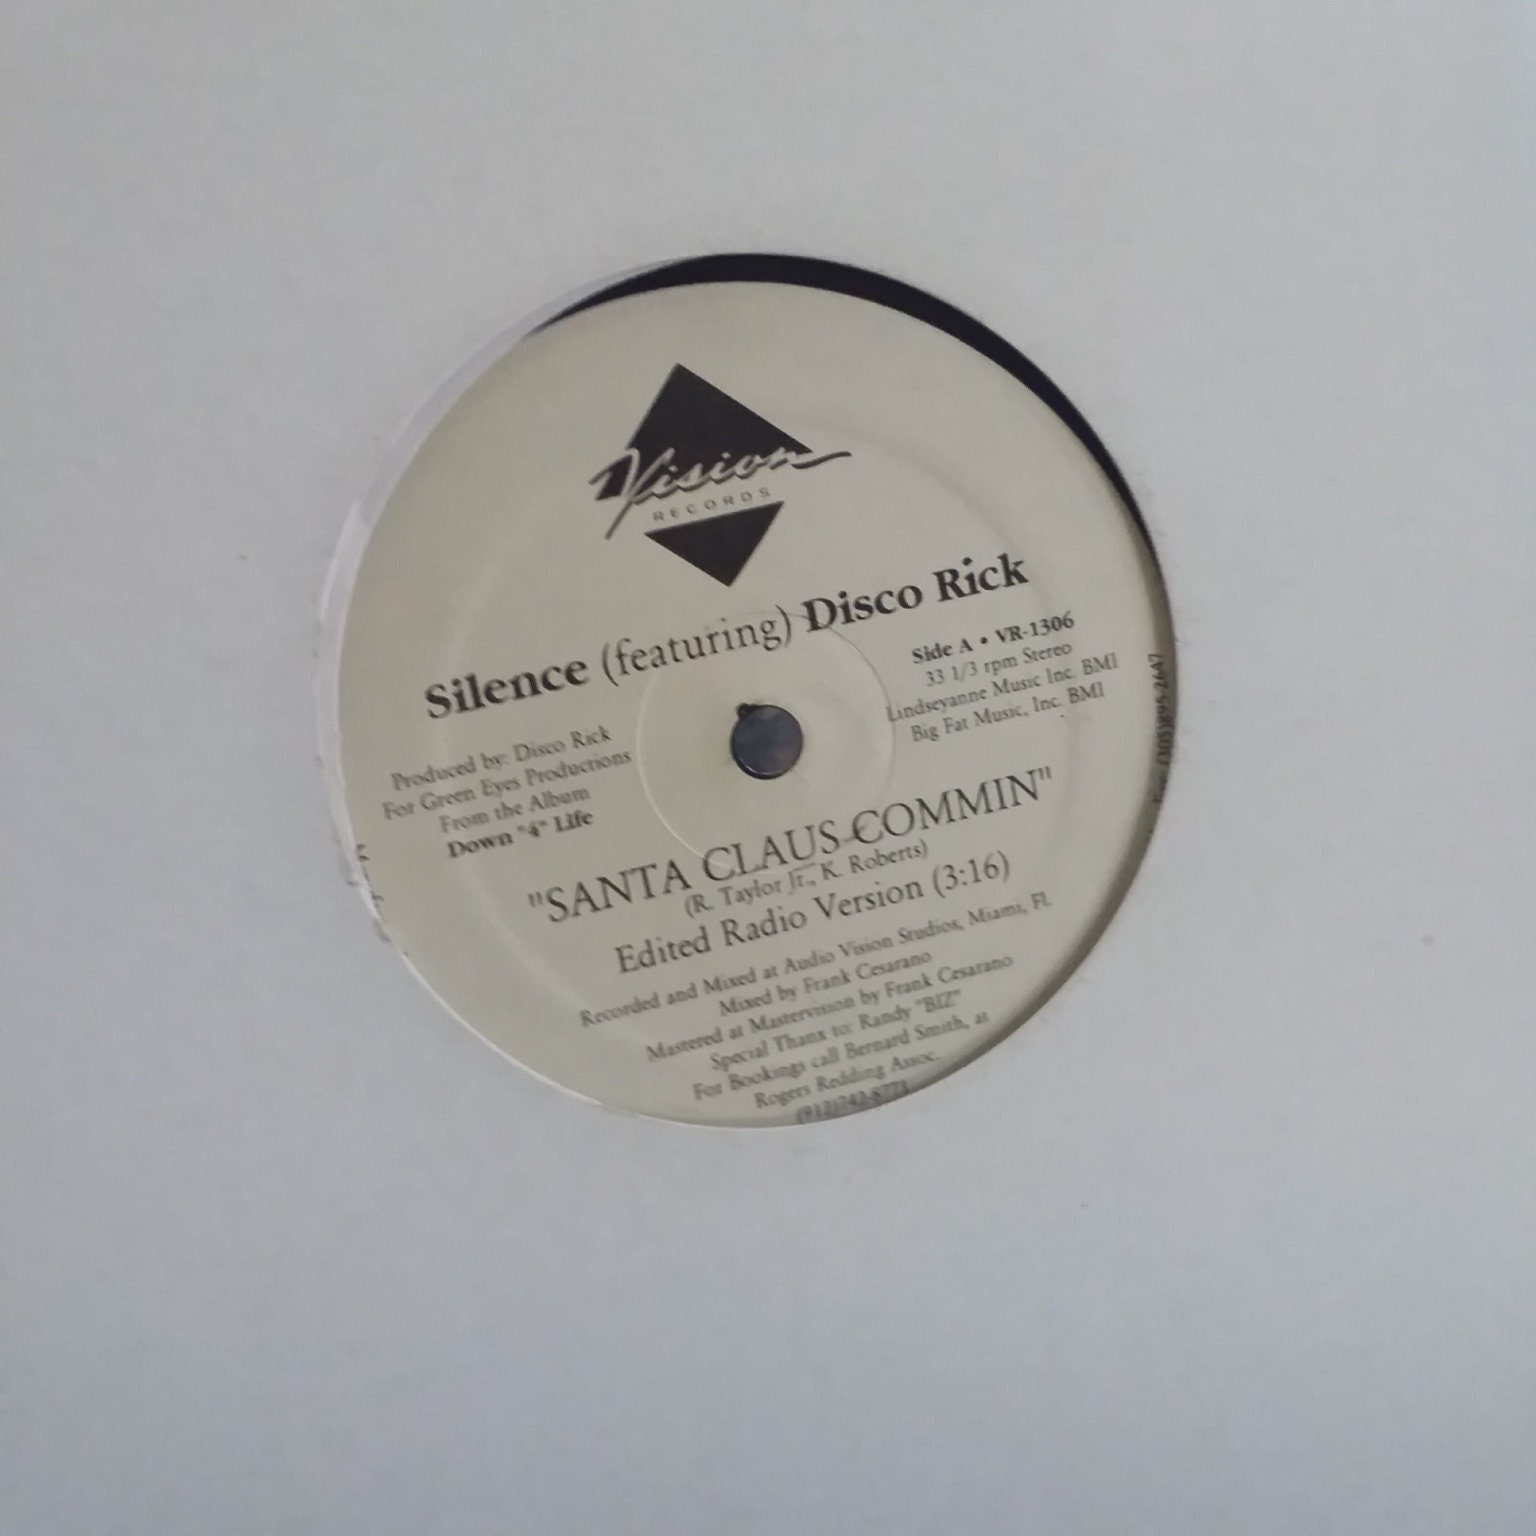 Vision
RECORDS
Silence (featuring) Disco Rick
Side A • VR-1306
33 1/3 rpm Stereo
Lindseyanne Music Inc. BMI
Big Fat Music, Inc. BMI
Produced by: Disco Rick
For Green Eyes Productions
From the Album
Down "4" Life
"SANTA CLAUS COMMIN"
(R. Taylor Jr., K. Roberts)
Edited Radio Version (3:16)
Recorded and Mixed at Audio Vision Studios, Miami, FL
Mixed by Frank Cesarano
Mastered at Mastervision by Frank Cesarano
Special Thanx to: Randy "BIZ"
For Bookings call Bernard Smith, at
Rogers Redding Assoc.
(305)895-2647